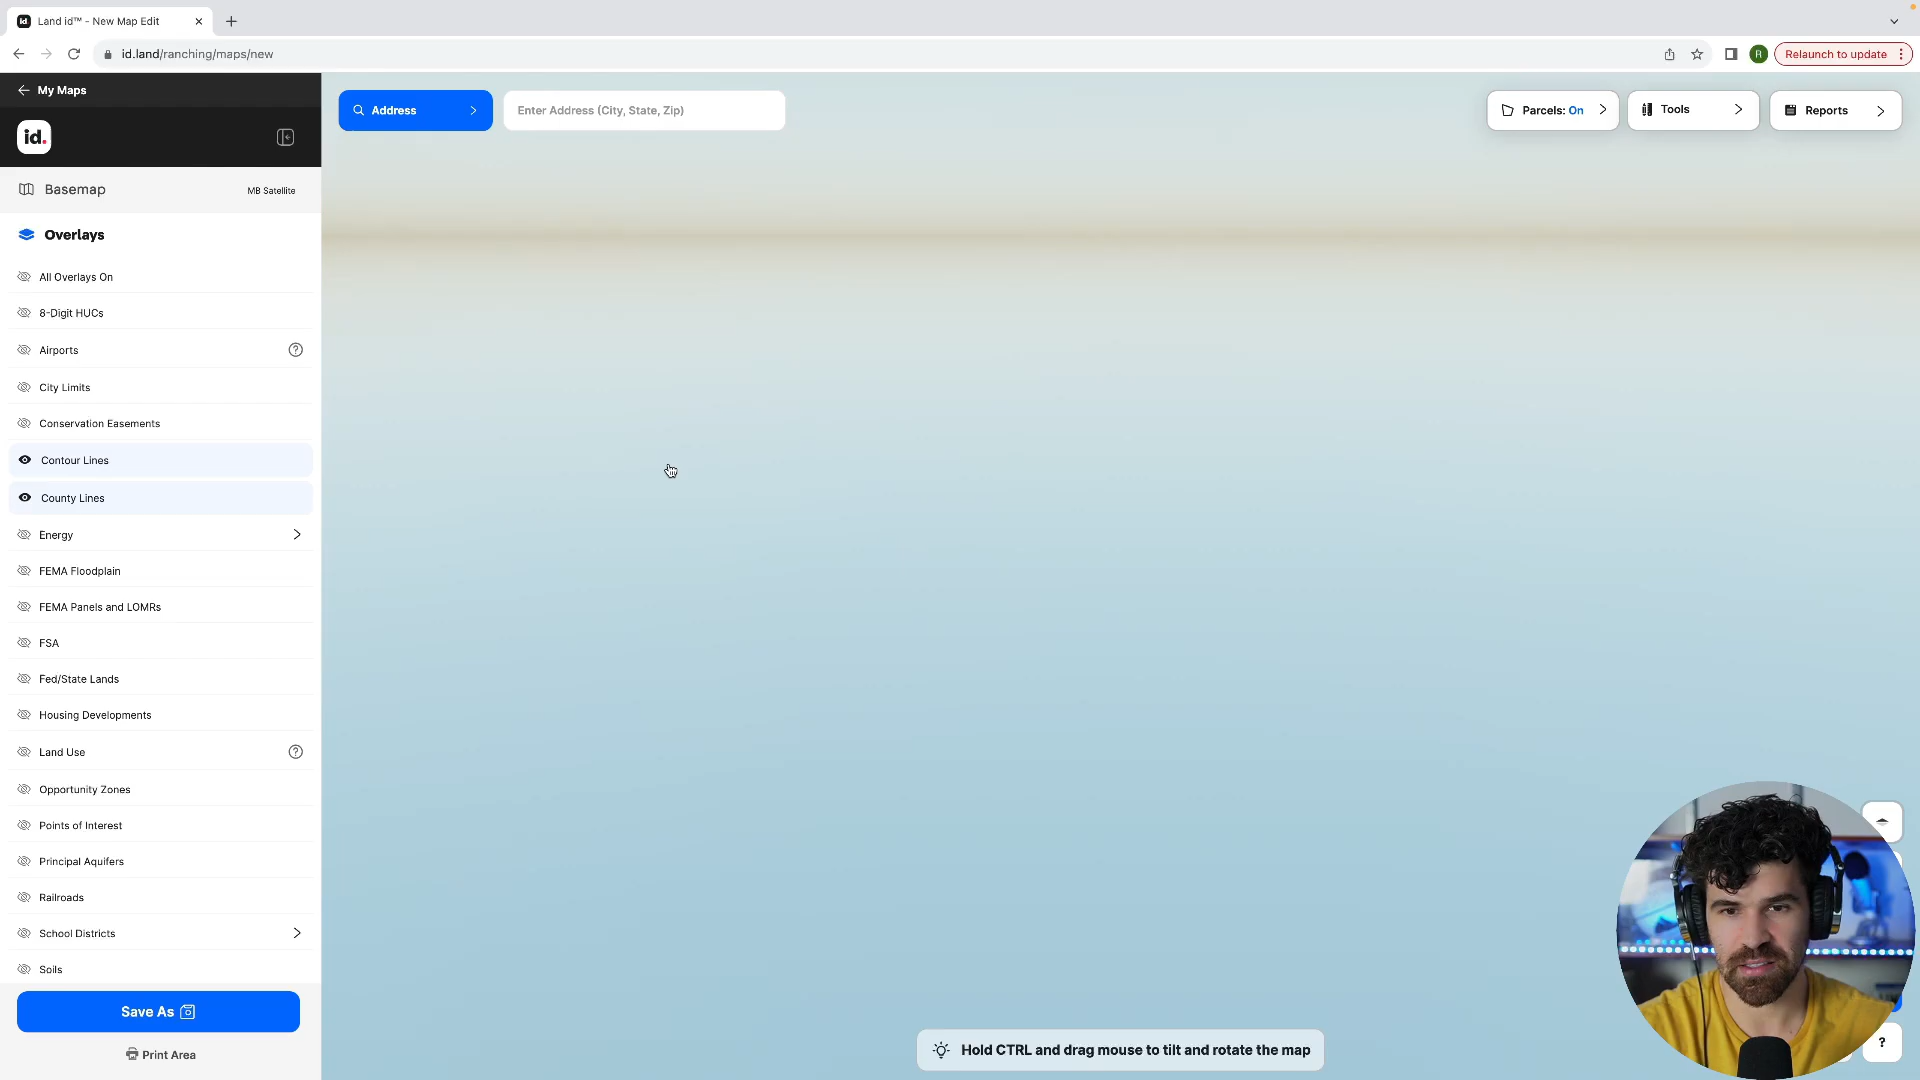 id Land id™ - New Map Edit
id.land/ranching/maps/new
R
Relaunch to update
My Maps
id.
Basemap
MB Satellite
Overlays
All Overlays On
8-Digit HUCs
Airports
?
City Limits
Conservation Easements
Contour Lines
County Lines
Energy
FEMA Floodplain
FEMA Panels and LOMRs
FSA
Fed/State Lands
Housing Developments
Land Use
?
Opportunity Zones
Points of Interest
Principal Aquifers
Railroads
School Districts
Soils
Save As
Print Area
Address
Enter Address (City, State, Zip)
Parcels: On
Tools
Reports
Hold CTRL and drag mouse to tilt and rotate the map
?